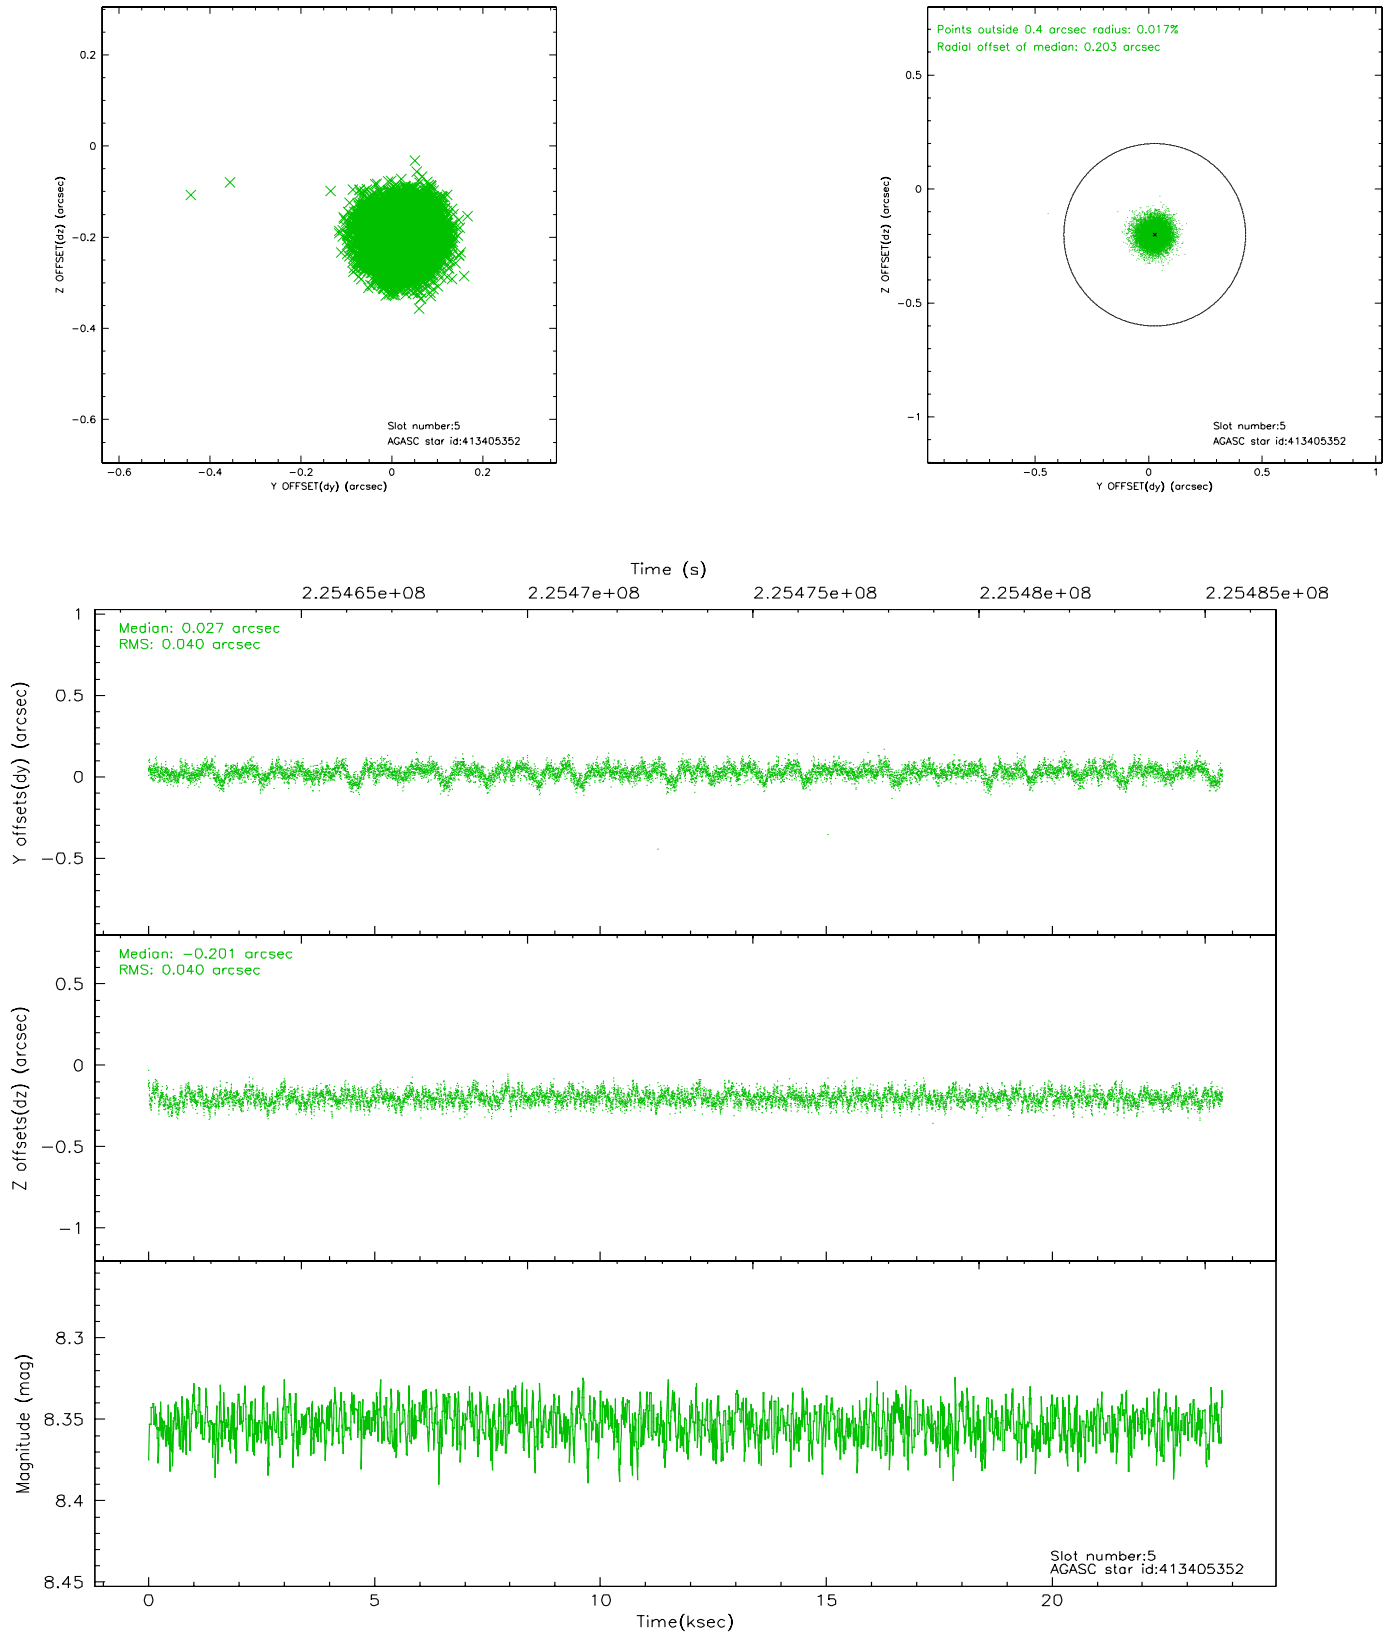 0.2
0
−0.2
−0.4
−0.6
Z OFFSET(dz) (arcsec)
Slot number:5
AGASC star id:413405352
−0.6 −0.4 −0.2 0 0.2
Y OFFSET(dy) (arcsec)
Points outside 0.4 arcsec radius: 0.017%
Radial offset of median: 0.203 arcsec
0.5
0
−0.5
−1
Z OFFSET(dz) (arcsec)
Slot number:5
AGASC star id:413405352
−0.5 0 0.5 1
Y OFFSET(dy) (arcsec)
Time (s)
2.25465e+08 2.2547e+08 2.25475e+08 2.2548e+08 2.25485e+08
Median: 0.027 arcsec
RMS: 0.040 arcsec
1
0.5
0
−0.5
Y offsets(dy) (arcsec)
Median: −0.201 arcsec
RMS: 0.040 arcsec
0.5
0
−0.5
−1
Z offsets(dz) (arcsec)
8.3
8.35
8.4
8.45
Magnitude (mag)
Slot number:5
AGASC star id:413405352
0 5 10 15 20
Time(ksec)